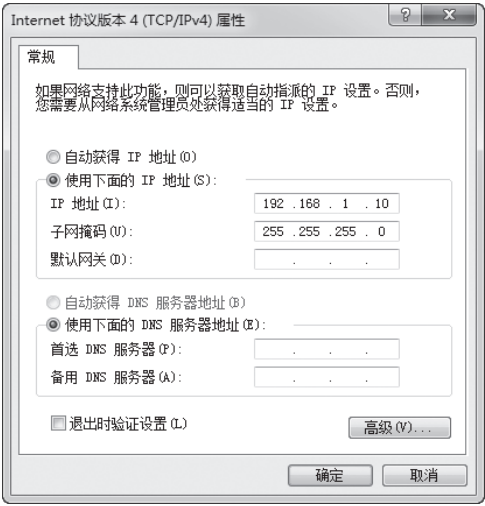 Internet 协议版本 4 (TCP/IPv4) 属性
常规
如果网络支持此功能，则可以获取自动指派的 IP 设置。否则，
您需要从网络系统管理员处获得适当的 IP 设置。
自动获得 IP 地址(O)
使用下面的 IP 地址(S):
IP 地址(I): 192 .168 . 1 . 10
子网掩码(U): 255 .255 .255 . 0
默认网关(D): . . .
自动获得 DNS 服务器地址(B)
使用下面的 DNS 服务器地址(E):
首选 DNS 服务器(P): . . .
备用 DNS 服务器(A): . . .
退出时验证设置(L)
高级(V)...
确定 取消